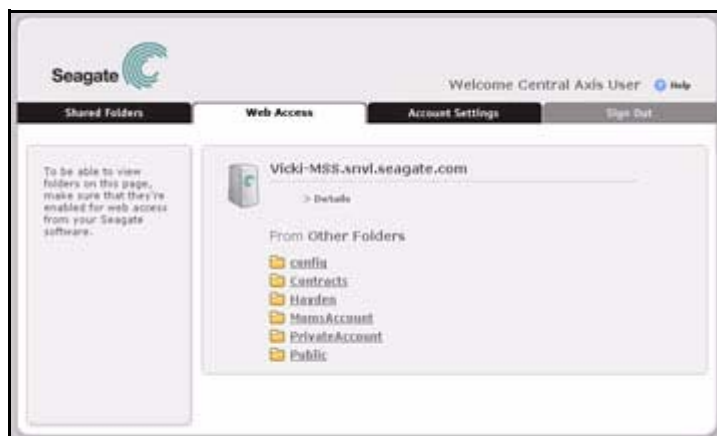 Seagate
Welcome Central Axis User Help
Shared Folders Web Access Account Settings Sign Out
To be able to view
folders on this page,
make sure that they're
enabled for web access
from your Seagate
software.
Vicki-MSS.snvl.seagate.com
> Details
From Other Folders
config
Contracts
Hayden
MomsAccount
PrivateAccount
Public